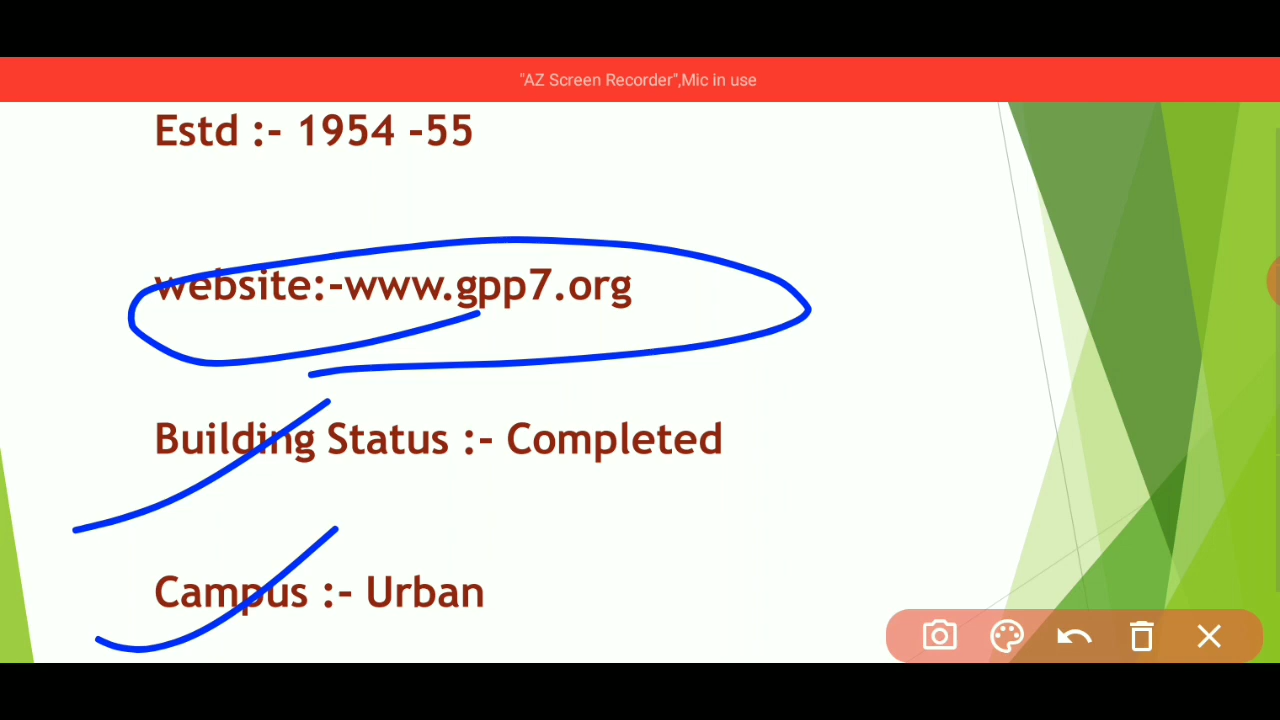 "AZ Screen Recorder",Mic in use
Estd :- 1954 -55
website:-www.gpp7.org
Building Status :- Completed
Campus :- Urban